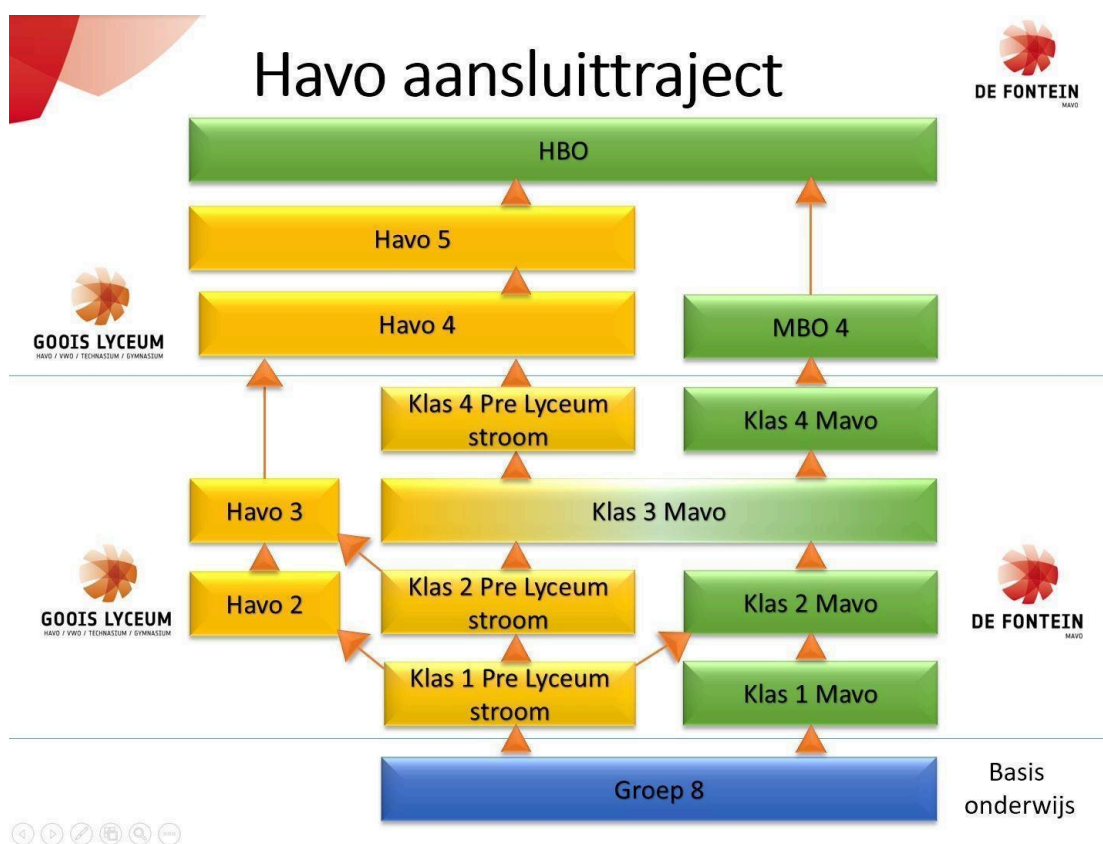 Havo aansluittraject
DE FONTEIN
MAVO
HBO
Havo 5
Havo 4
GOOIS LYCEUM
HAVO / VWO / TECHNASIUM / GYMNASIUM
MBO 4
Klas 4 Pre Lyceum
stroom
Klas 4 Mavo
Havo 3
Klas 3 Mavo
Havo 2
Klas 2 Pre Lyceum
stroom
Klas 2 Mavo
GOOIS LYCEUM
HAVO / VWO / TECHNASIUM / GYMNASIUM
DE FONTEIN
MAVO
Klas 1 Pre Lyceum
stroom
Klas 1 Mavo
Groep 8
Basis
onderwijs